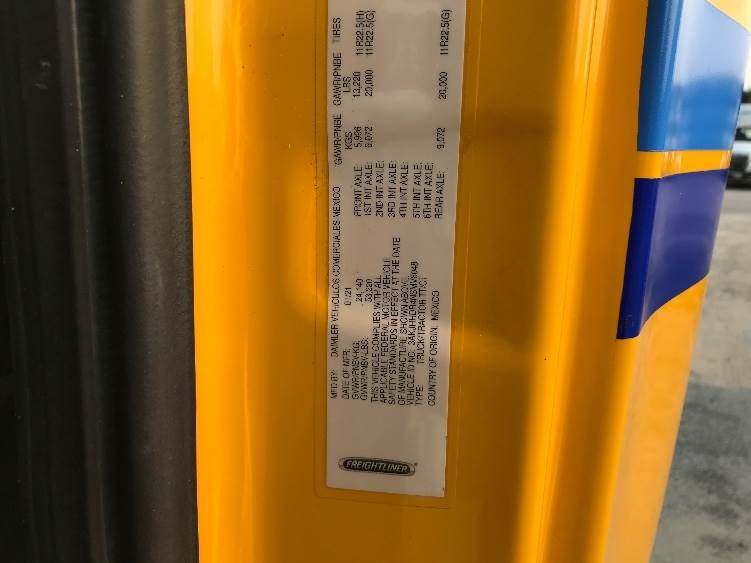 FREIGHTLINER
MFD BY: DAIMLER VEHICULOS COMERCIALES MEXICO
DATE OF MFR: 01/21
GVWR/PNBV-KG: 24,140
GVWR/PNBV-LBS: 53,220
THIS VEHICLE COMPLIES WITH ALL
APPLICABLE FEDERAL MOTOR VEHICLE
SAFETY STANDARDS IN EFFECT AT THE DATE
OF MANUFACTURE SHOWN ABOVE.
VEHICLE ID NO.:
TYPE: TRUCK/TRACTOR
COUNTRY OF ORIGIN: MEXICO
GAWR/PNBE KGS GAWR/PNBE LBS TIRES
FRONT AXLE: 5,996 13,220 11R22.5(H)
1ST INT AXLE: 9,072 20,000 11R22.5(G)
2ND INT AXLE:
3RD INT AXLE:
4TH INT AXLE:
5TH INT AXLE:
6TH INT AXLE:
REAR AXLE: 9,072 20,000 11R22.5(G)